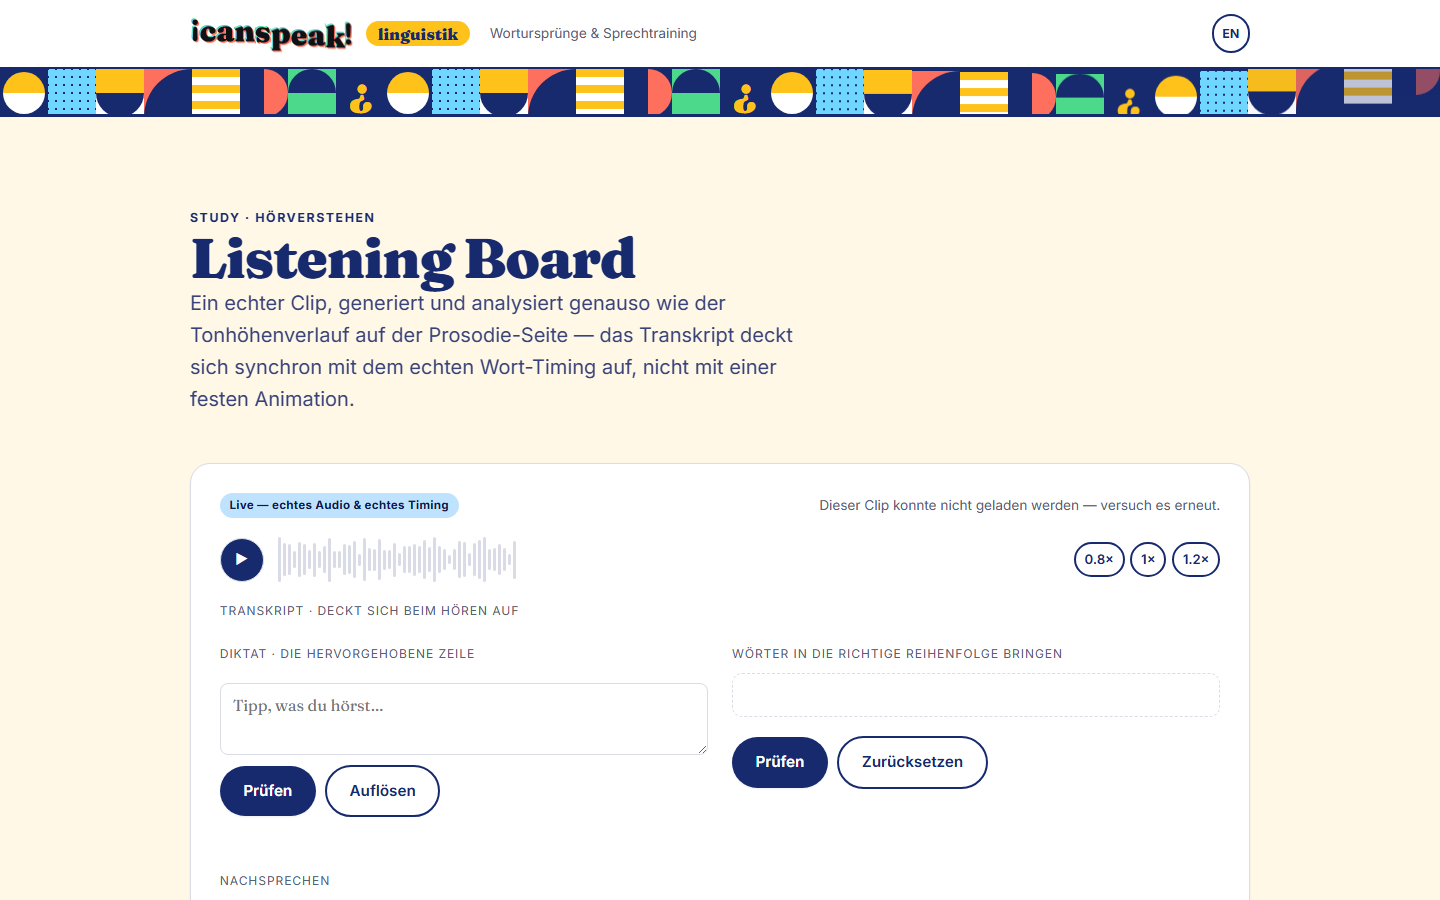 icanspeak!
linguistik
Wortursprünge & Sprechtraining
EN
STUDY · HÖRVERSTEHEN
Listening Board
Ein echter Clip, generiert und analysiert genauso wie der
Tonhöhenverlauf auf der Prosodie-Seite — das Transkript deckt
sich synchron mit dem echten Wort-Timing auf, nicht mit einer
festen Animation.
Live — echtes Audio & echtes Timing
Dieser Clip konnte nicht geladen werden — versuch es erneut.
0.8×
1×
1.2×
TRANSKRIPT · DECKT SICH BEIM HÖREN AUF
DIKTAT · DIE HERVORGEHOBENE ZEILE
Tipp, was du hörst…
Prüfen
Auflösen
WÖRTER IN DIE RICHTIGE REIHENFOLGE BRINGEN
Prüfen
Zurücksetzen
NACHSPRECHEN